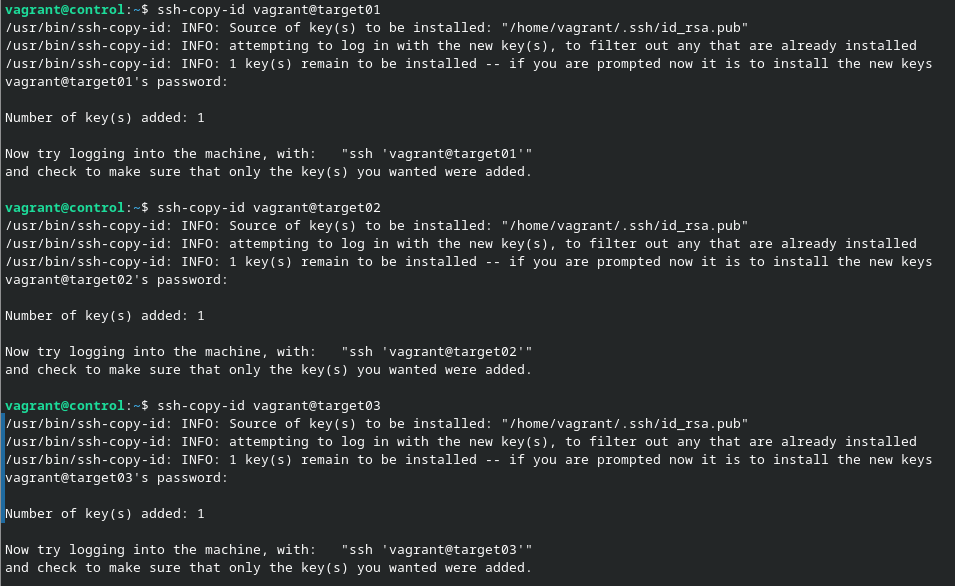 vagrant@control:~$ ssh-copy-id vagrant@target01
/usr/bin/ssh-copy-id: INFO: Source of key(s) to be installed: "/home/vagrant/.ssh/id_rsa.pub"
/usr/bin/ssh-copy-id: INFO: attempting to log in with the new key(s), to filter out any that are already installed
/usr/bin/ssh-copy-id: INFO: 1 key(s) remain to be installed -- if you are prompted now it is to install the new keys
vagrant@target01's password:

Number of key(s) added: 1

Now try logging into the machine, with:   "ssh 'vagrant@target01'"
and check to make sure that only the key(s) you wanted were added.

vagrant@control:~$ ssh-copy-id vagrant@target02
/usr/bin/ssh-copy-id: INFO: Source of key(s) to be installed: "/home/vagrant/.ssh/id_rsa.pub"
/usr/bin/ssh-copy-id: INFO: attempting to log in with the new key(s), to filter out any that are already installed
/usr/bin/ssh-copy-id: INFO: 1 key(s) remain to be installed -- if you are prompted now it is to install the new keys
vagrant@target02's password:

Number of key(s) added: 1

Now try logging into the machine, with:   "ssh 'vagrant@target02'"
and check to make sure that only the key(s) you wanted were added.

vagrant@control:~$ ssh-copy-id vagrant@target03
/usr/bin/ssh-copy-id: INFO: Source of key(s) to be installed: "/home/vagrant/.ssh/id_rsa.pub"
/usr/bin/ssh-copy-id: INFO: attempting to log in with the new key(s), to filter out any that are already installed
/usr/bin/ssh-copy-id: INFO: 1 key(s) remain to be installed -- if you are prompted now it is to install the new keys
vagrant@target03's password:

Number of key(s) added: 1

Now try logging into the machine, with:   "ssh 'vagrant@target03'"
and check to make sure that only the key(s) you wanted were added.